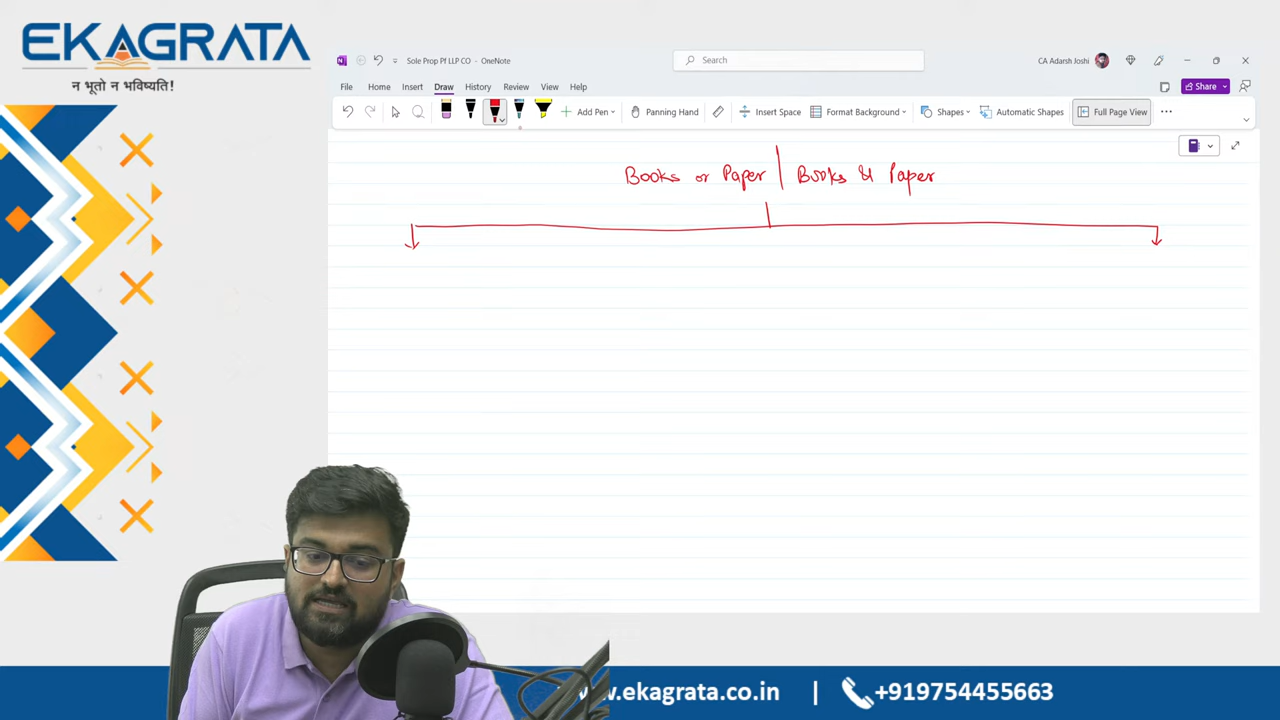 EKAGRATA
न भूतो न भविष्यति!
Sole Prop Pf LLP CO - OneNote
Search
CA Adarsh Joshi
File Home Insert Draw History Review View Help
Share
Add Pen
Panning Hand
Insert Space
Format Background
Shapes
Automatic Shapes
Full Page View
Books or Paper | Books & Paper
www.ekagrata.co.in | +919754455663